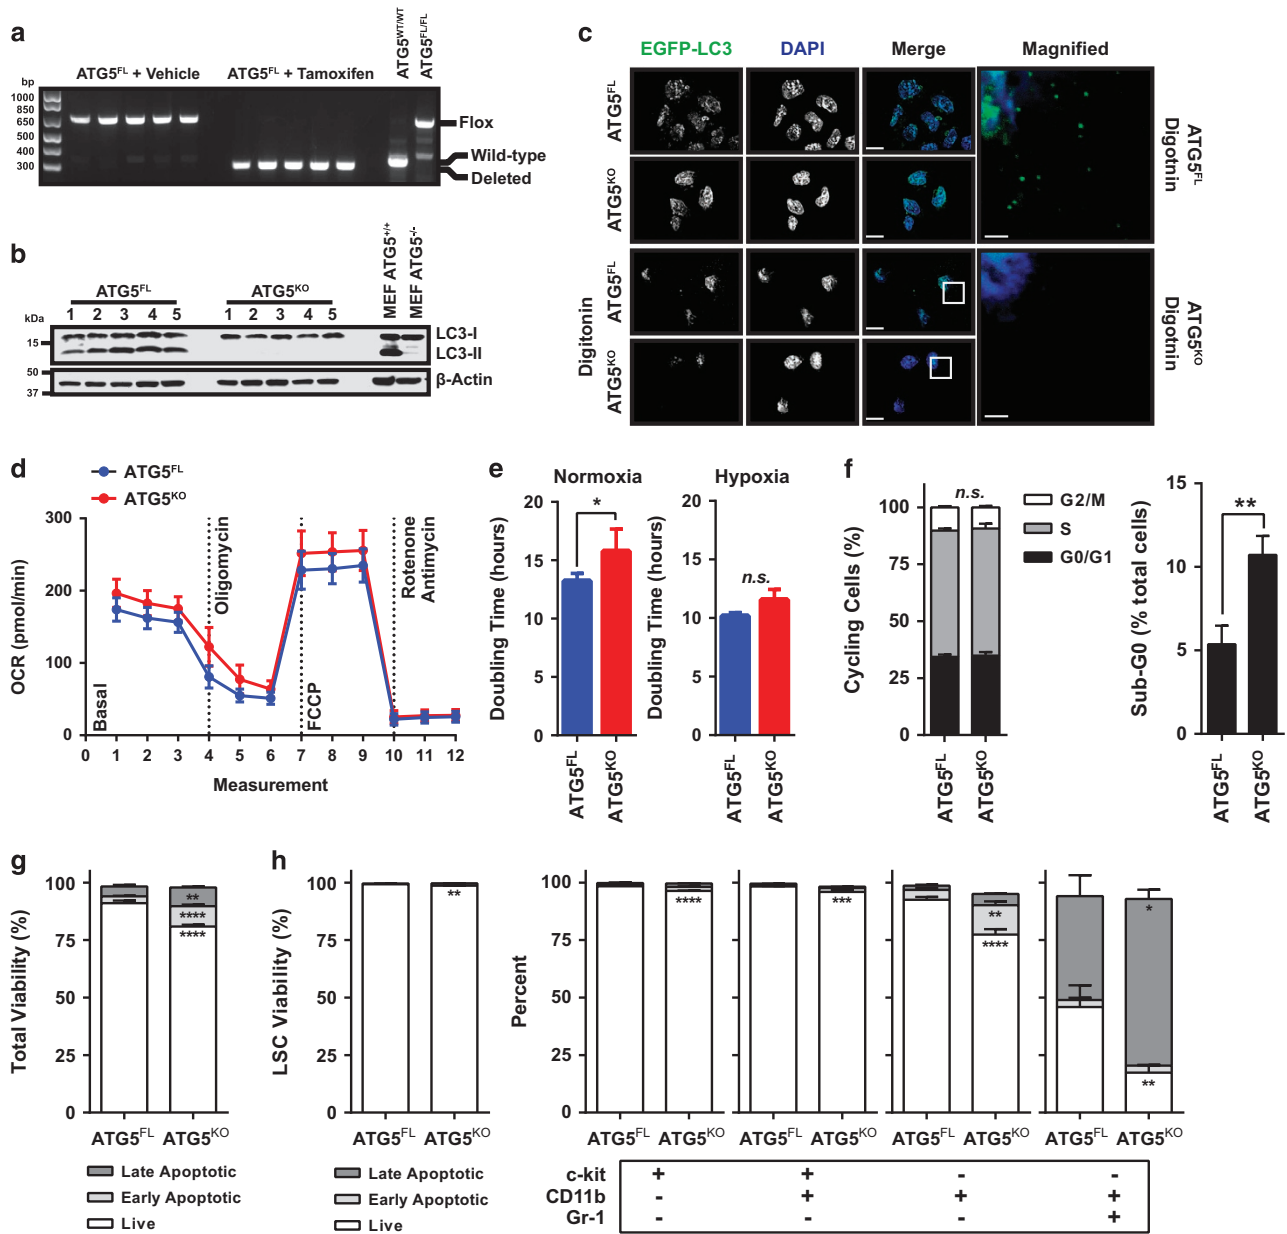 a
ATG5FL + Vehicle
ATG5FL + Tamoxifen
ATG5WT/WT
ATG5FL/FL
bp
1000
850
650
500
400
300
Flox
Wild-type
Deleted
b
ATG5FL
ATG5KO
MEF ATG5+/+
MEF ATG5-/-
1 2 3 4 5
1 2 3 4 5
kDa
15
50
37
LC3-I
LC3-II
β-Actin
c
EGFP-LC3
DAPI
Merge
Magnified
ATG5FL
ATG5KO
Digitonin
ATG5FL
ATG5KO
ATG5FL
Digotnin
ATG5KO
Digotnin
d
ATG5FL
ATG5KO
OCR (pmol/min)
300
200
100
0
Basal
Oligomycin
FCCP
Rotenone
Antimycin
0 1 2 3 4 5 6 7 8 9 10 11 12
Measurement
e
Normoxia
Doubling Time (hours)
20
15
10
5
0
*
ATG5FL
ATG5KO
Hypoxia
Doubling Time (hours)
20
15
10
5
0
n.s.
ATG5FL
ATG5KO
f
Cycling Cells (%)
100
75
50
25
0
n.s.
ATG5FL
ATG5KO
G2/M
S
G0/G1
Sub-G0 (% total cells)
15
10
5
0
**
ATG5FL
ATG5KO
g
Total Viability (%)
100
75
50
25
0
**
****
****
ATG5FL ATG5KO
Late Apoptotic
Early Apoptotic
Live
h
LSC Viability (%)
100
75
50
25
0
**
ATG5FL ATG5KO
Late Apoptotic
Early Apoptotic
Live
Percent
100
75
50
25
0
****
***
**
****
*
**
ATG5FL ATG5KO ATG5FL ATG5KO ATG5FL ATG5KO ATG5FL ATG5KO
c-kit + + - -
CD11b - + + +
Gr-1 - - - +